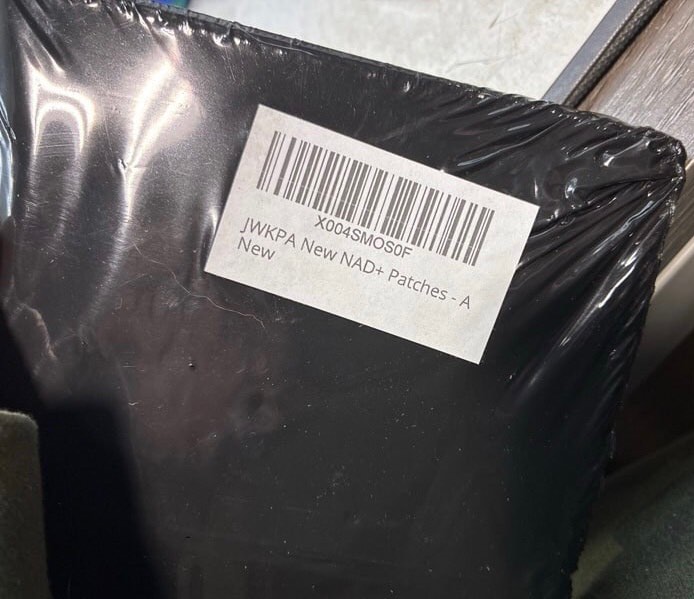 X004SMOS0F
JWKPA New NAD+ Patches - A
New